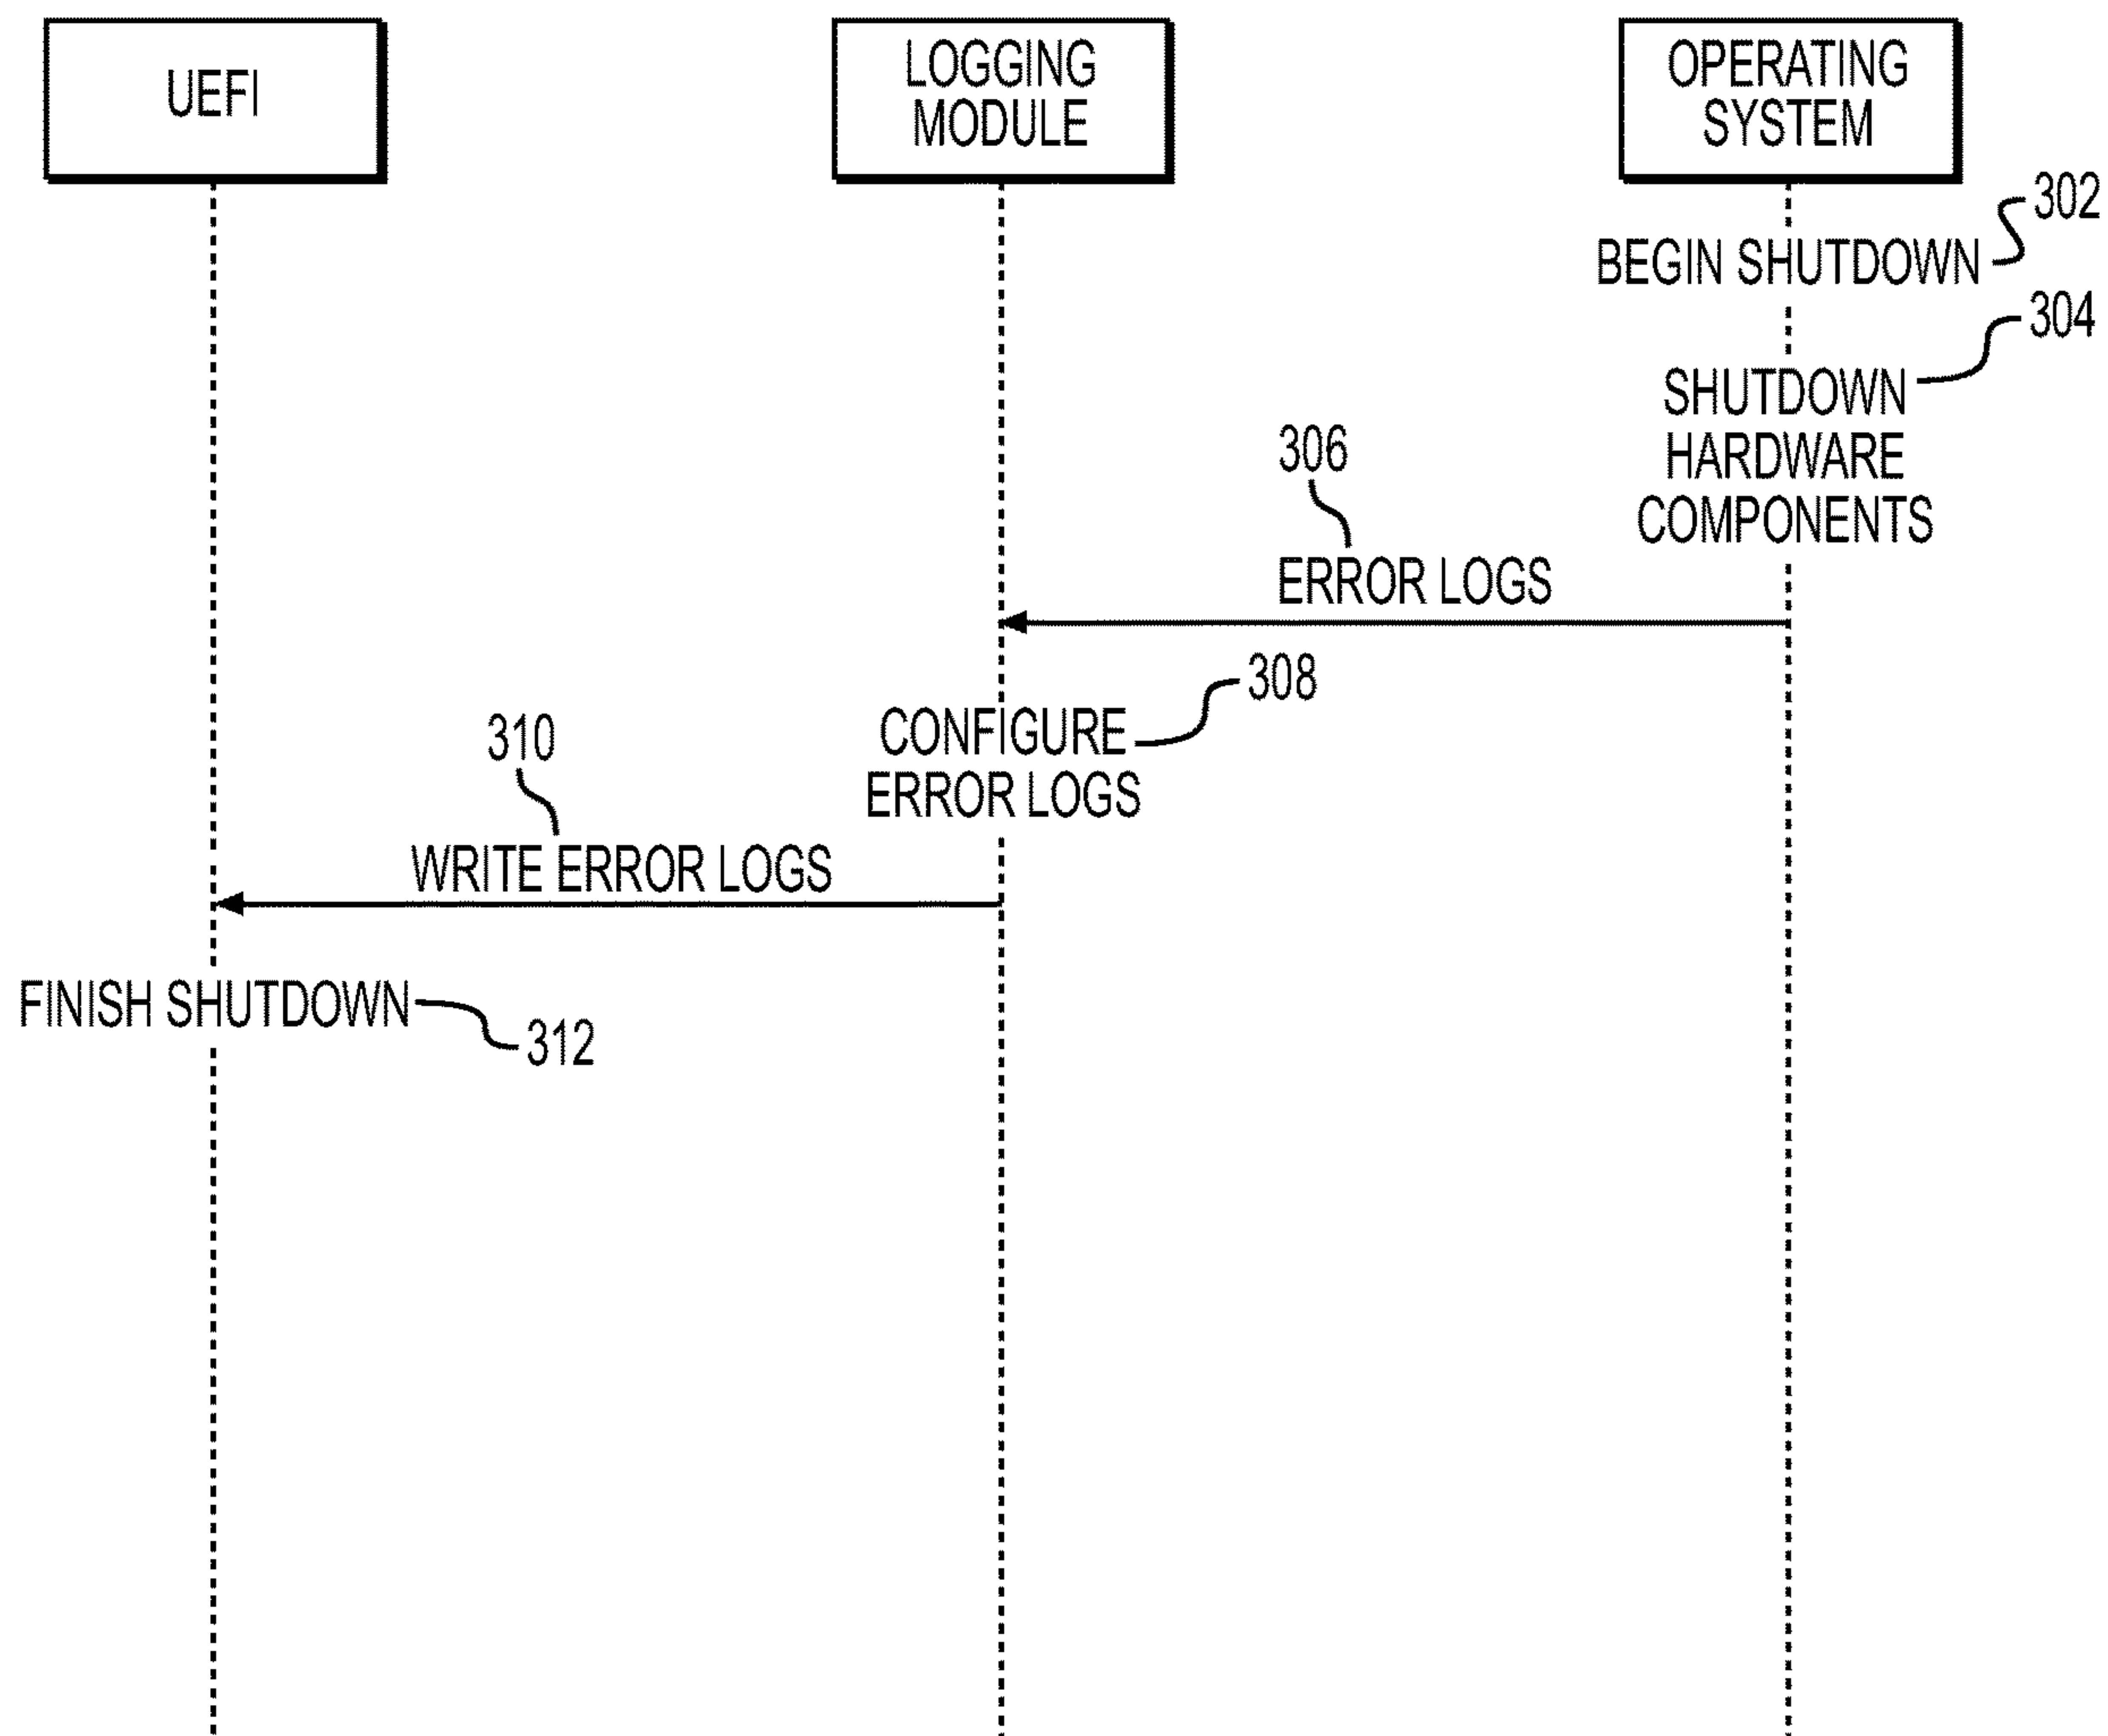 UEFI
LOGGING
MODULE
OPERATING
SYSTEM
302
BEGIN SHUTDOWN
304
SHUTDOWN
HARDWARE
COMPONENTS
306
ERROR LOGS
308
CONFIGURE
ERROR LOGS
310
WRITE ERROR LOGS
FINISH SHUTDOWN
312